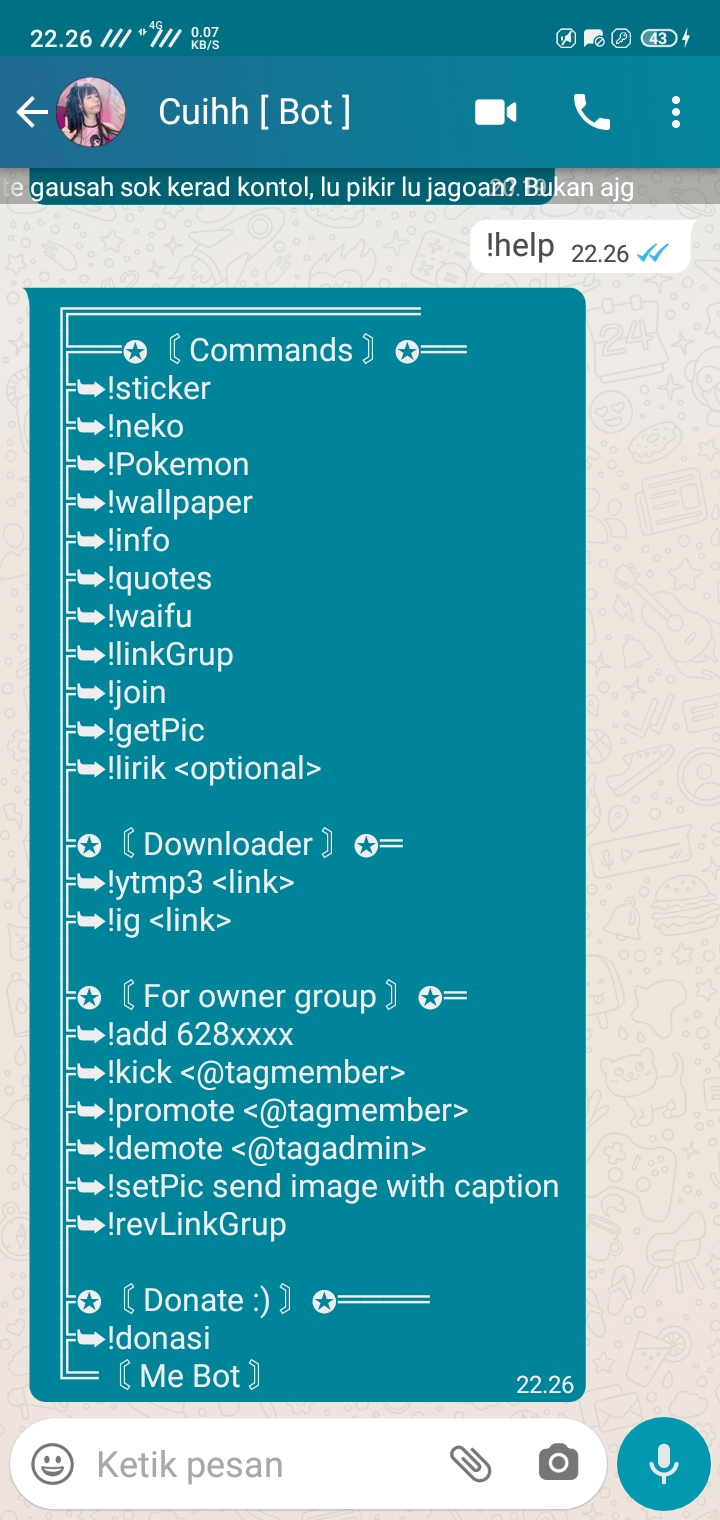 22.26 4G 0.07 KB/S 43
Cuihh [ Bot ]
te gausah sok kerad kontol, lu pikir lu jagoan? Bukan ajg
!help 22.26
〘 Commands 〙
!sticker
!neko
!Pokemon
!wallpaper
!info
!quotes
!waifu
!linkGrup
!join
!getPic
!lirik <optional>
〘 Downloader 〙
!ytmp3 <link>
!ig <link>
〘 For owner group 〙
!add 628xxxx
!kick <@tagmember>
!promote <@tagmember>
!demote <@tagadmin>
!setPic send image with caption
!revLinkGrup
〘 Donate :) 〙
!donasi
〘 Me Bot 〙
22.26
Ketik pesan